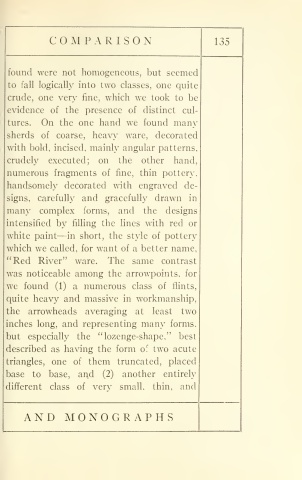 COMPARISON 135
found were not homogeneous, but seemed
to fall logically into two classes, one quite
crude, one very fine, which we took to be
evidence of the presence of distinct cul-
tures. On the one hand we found many
sherds of coarse, heavy ware, decorated
with bold, incised, mainly angular patterns,
crudely executed; on the other hand,
numerous fragments of fine, thin pottery,
handsomely decorated with engraved de-
signs, carefully and gracefully drawn in
many complex forms, and the designs
intensified by filling the lines with red or
white paint—in short, the style of pottery
which we called, for want of a better name,
"Red River" ware. The same contrast
was noticeable among the arrowpoints, for
we found (1) a numerous class of flints,
quite heavy and massive in workmanship,
the arrowheads averaging at least two
inches long, and representing many forms,
but especially the "lozenge-shape," best
described as having the form of two acute
triangles, one of them truncated, placed
base to base, and (2) another entirely
different class of very small, thin, and
AND MONOGRAPHS